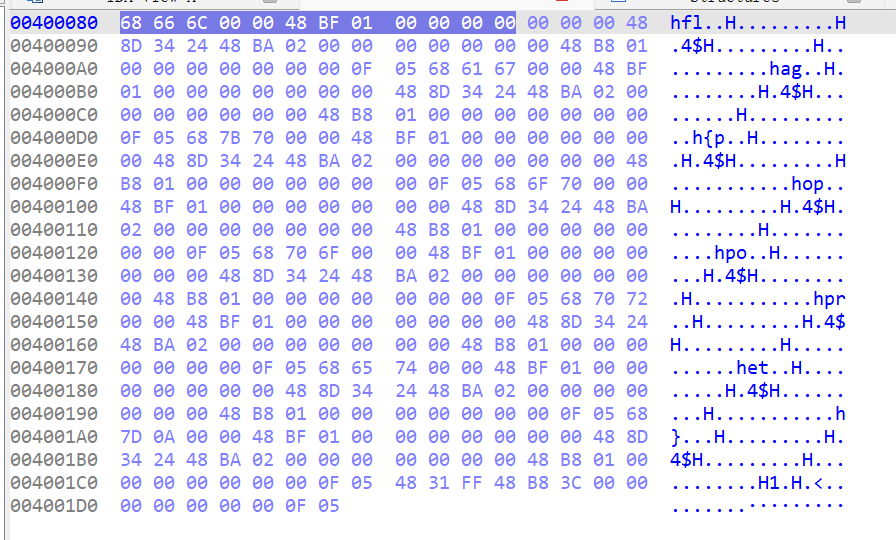 Structures
00400080 68 66 6C 00 00 48 BF 01 00 00 00 00 00 00 00 48 hfl..H.........H
00400090 8D 34 24 48 BA 02 00 00 00 00 00 00 00 48 B8 01 .4$H.........H..
004000A0 00 00 00 00 00 00 00 0F 05 68 61 67 00 00 48 BF .........hag..H.
004000B0 01 00 00 00 00 00 00 00 48 8D 34 24 48 BA 02 00 ........H.4$H...
004000C0 00 00 00 00 00 00 48 B8 01 00 00 00 00 00 00 00 ......H.........
004000D0 0F 05 68 7B 70 00 00 48 BF 01 00 00 00 00 00 00 ..h{p..H........
004000E0 00 48 8D 34 24 48 BA 02 00 00 00 00 00 00 00 48 .H.4$H.........H
004000F0 B8 01 00 00 00 00 00 00 00 0F 05 68 6F 70 00 00 ...........hop..
00400100 48 BF 01 00 00 00 00 00 00 00 48 8D 34 24 48 BA H.........H.4$H.
00400110 02 00 00 00 00 00 00 00 48 B8 01 00 00 00 00 00 ........H.......
00400120 00 00 0F 05 68 70 6F 00 00 48 BF 01 00 00 00 00 ....hpo..H......
00400130 00 00 00 48 8D 34 24 48 BA 02 00 00 00 00 00 00 ...H.4$H........
00400140 00 48 B8 01 00 00 00 00 00 00 00 0F 05 68 70 72 .H...........hpr
00400150 00 00 48 BF 01 00 00 00 00 00 00 00 48 8D 34 24 ..H.........H.4$
00400160 48 BA 02 00 00 00 00 00 00 00 48 B8 01 00 00 00 H.........H.....
00400170 00 00 00 00 0F 05 68 65 74 00 00 48 BF 01 00 00 ......het..H....
00400180 00 00 00 00 00 48 8D 34 24 48 BA 02 00 00 00 00 .....H.4$H......
00400190 00 00 00 48 B8 01 00 00 00 00 00 00 00 0F 05 68 ...H...........h
004001A0 7D 0A 00 00 48 BF 01 00 00 00 00 00 00 00 48 8D }...H.........H.
004001B0 34 24 48 BA 02 00 00 00 00 00 00 00 48 B8 01 00 4$H.........H...
004001C0 00 00 00 00 00 00 0F 05 48 31 FF 48 B8 3C 00 00 ........H1.H.<..
004001D0 00 00 00 00 00 00 0F 05 ................